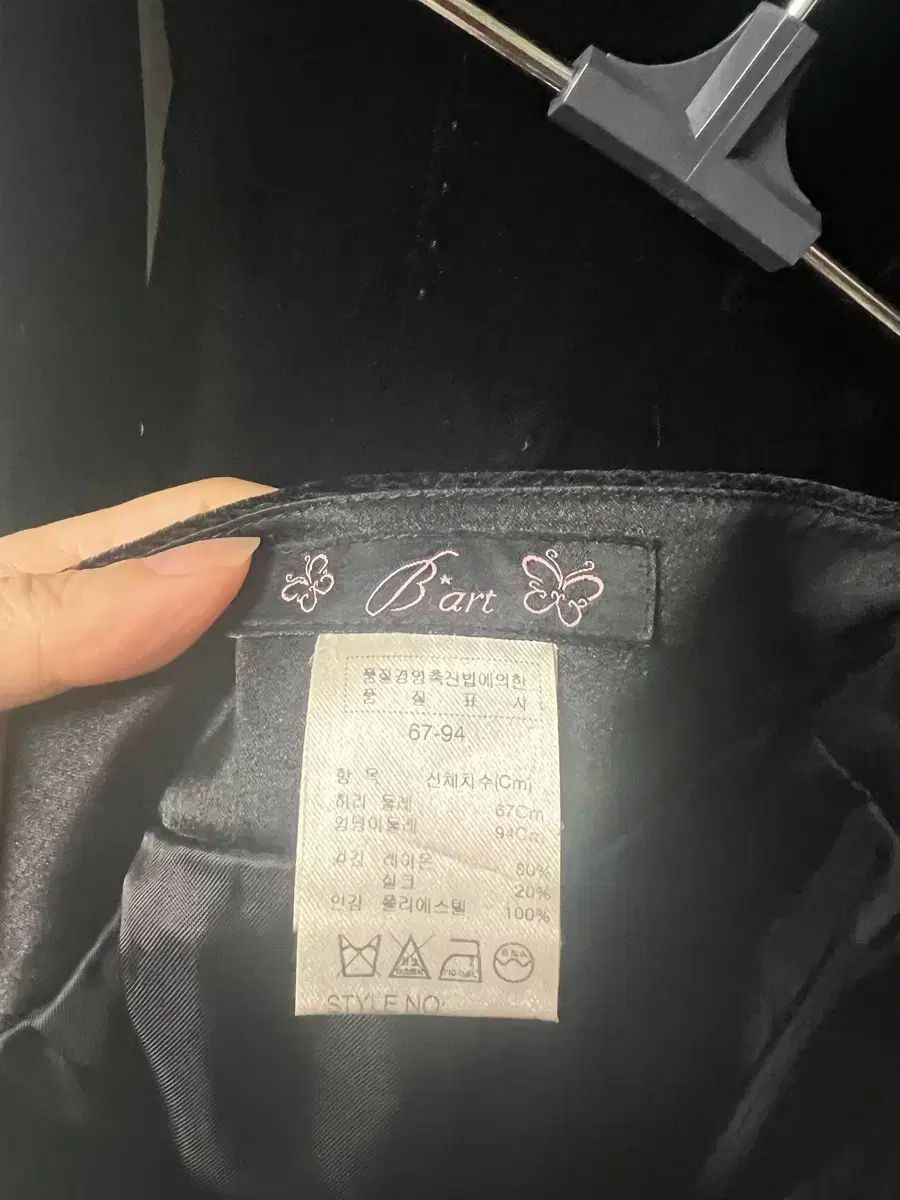 B★art
품질경영촉진법에의한
품 질 표 시
67-94
항 목 신체치수(Cm)
허리 둘레 67Cm
엉덩이둘레 94Cm
겉감 레이온 80%
실크 20%
안감 폴리에스텔 100%
STYLE NO: